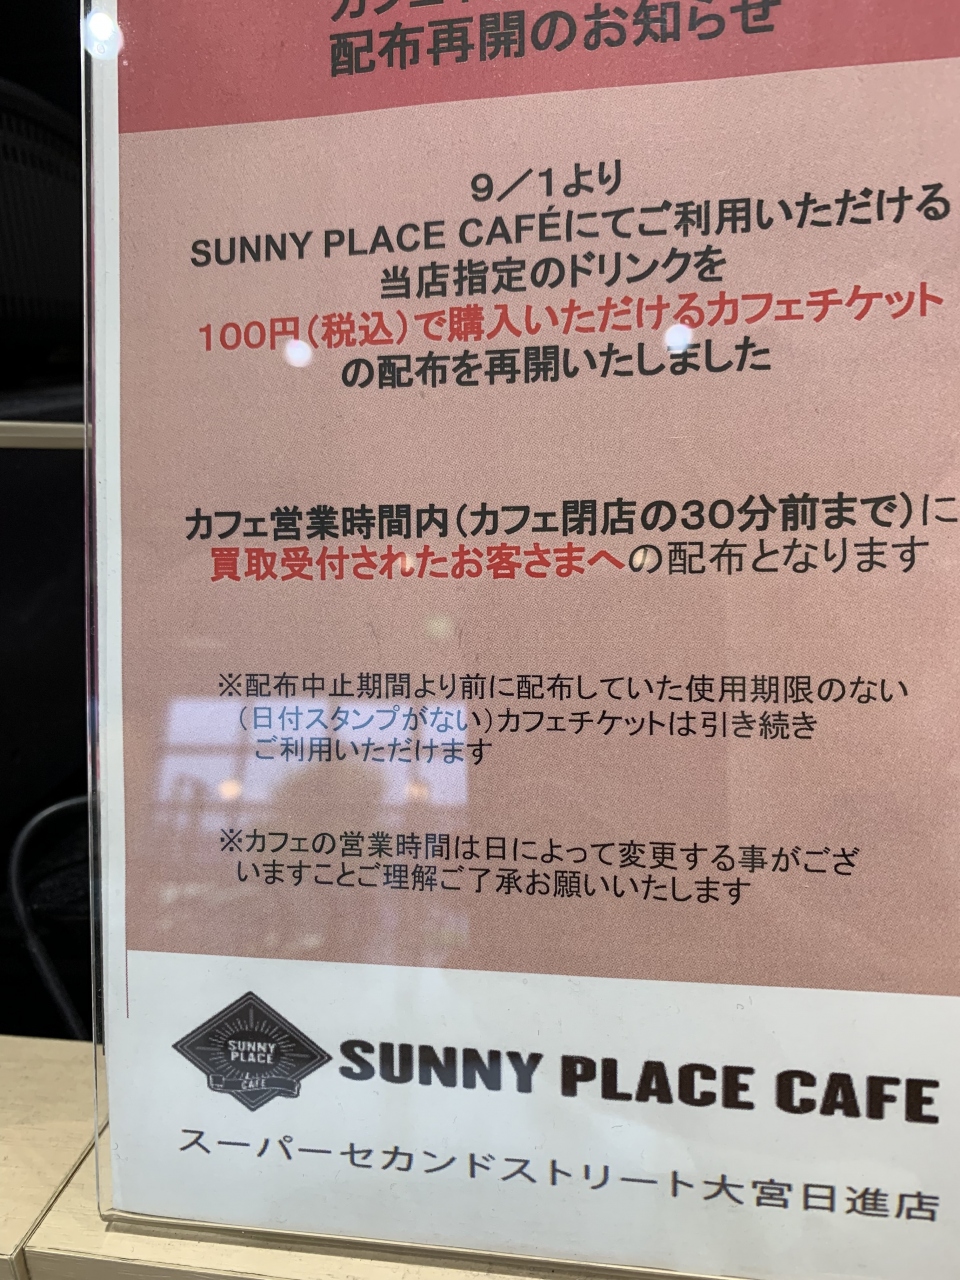 配布再開のお知らせ
9／1より
SUNNY PLACE CAFÉにてご利用いただける
当店指定のドリンクを
100円（税込）で購入いただけるカフェチケット
の配布を再開いたしました
カフェ営業時間内（カフェ閉店の30分前まで）に
買取受付されたお客さまへの配布となります
※配布中止期間より前に配布していた使用期限のない
（日付スタンプがない）カフェチケットは引き続き
ご利用いただけます
※カフェの営業時間は日によって変更する事がござ
いますことご理解ご了承お願いいたします
SUNNY
PLACE
CAFE
SUNNY PLACE CAFE
スーパーセカンドストリート大宮日進店